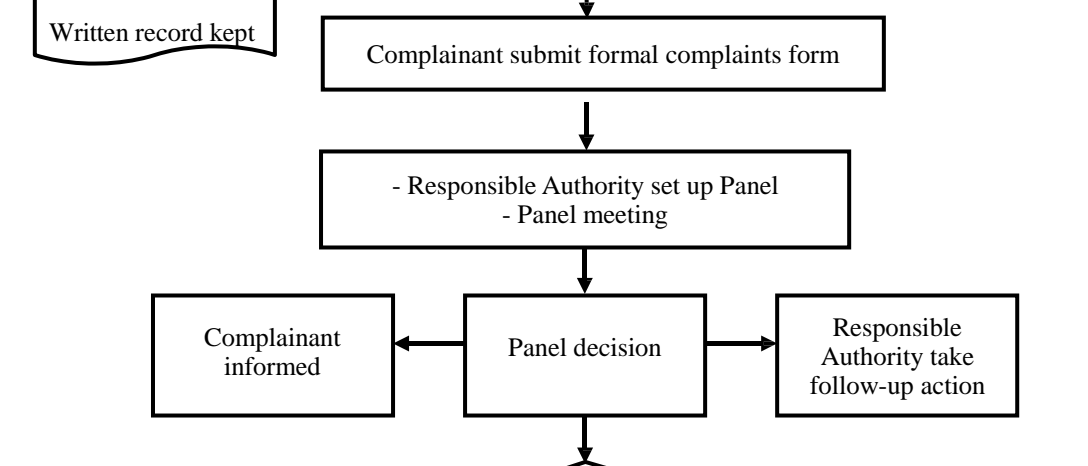 Written record kept
Complainant submit formal complaints form
- Responsible Authority set up Panel
- Panel meeting
Complainant
informed
Panel decision
Responsible
Authority take
follow-up action